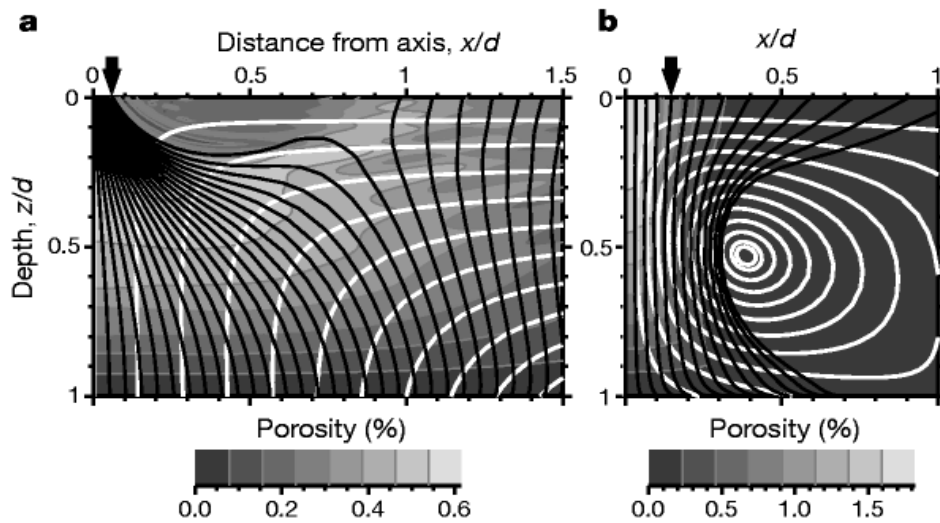 a
Distance from axis, x/d
0 0.5 1 1.5
Depth, z/d
0
0.5
1
Porosity (%)
0.0 0.2 0.4 0.6
b
x/d
0 0.5 1
0
0.5
1
Porosity (%)
0.0 0.5 1.0 1.5